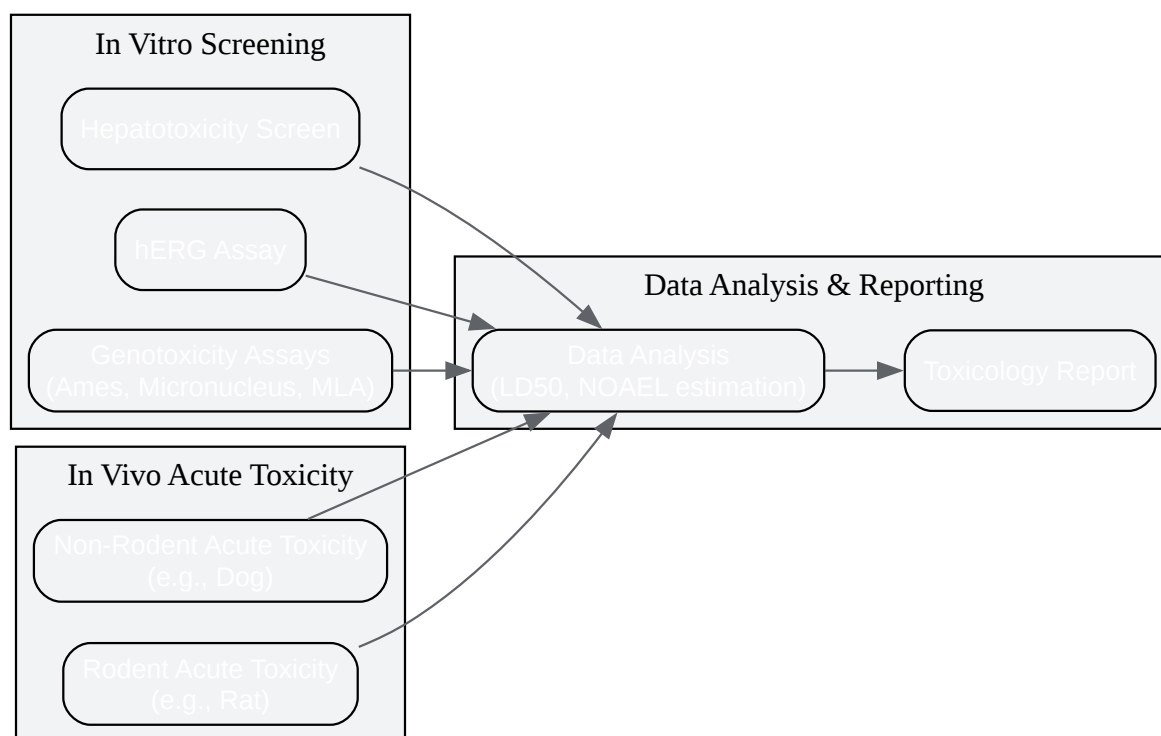 In Vitro Screening
Hepatotoxicity Screen
hERG Assay
Genotoxicity Assays
(Ames, Micronucleus, MLA)
Data Analysis & Reporting
Data Analysis
(LD50, NOAEL estimation)
Toxicology Report
In Vivo Acute Toxicity
Non-Rodent Acute Toxicity
(e.g., Dog)
Rodent Acute Toxicity
(e.g., Rat)